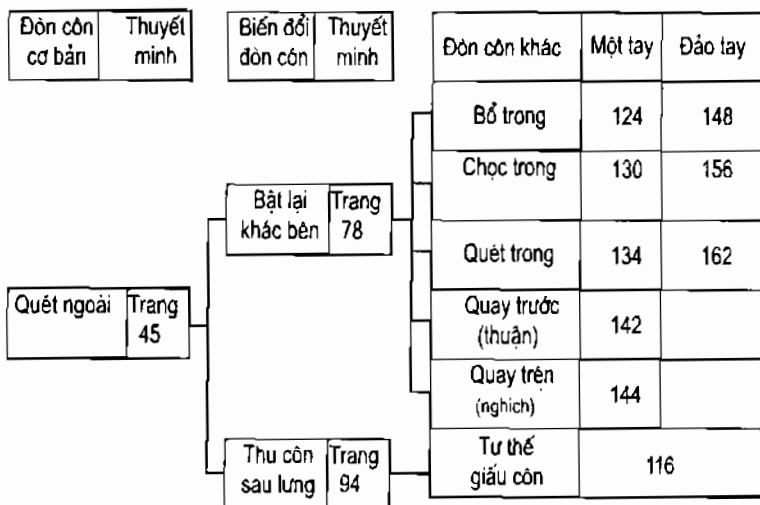 Đòn côn Thuyết
cơ bản minh
Biến đổi Thuyết
đòn cón minh
Đòn côn khác Một tay Đảo tay
Bổ trong 124 148
Chọc trong 130 156
Bật lại Trang
khác bên 78
Quét trong 134 162
Quét ngoài Trang
45
Quay trước
(thuận) 142
Quay trên
(nghich) 144
Thu côn Trang
sau lưng 94
Tư thế
giấu côn 116